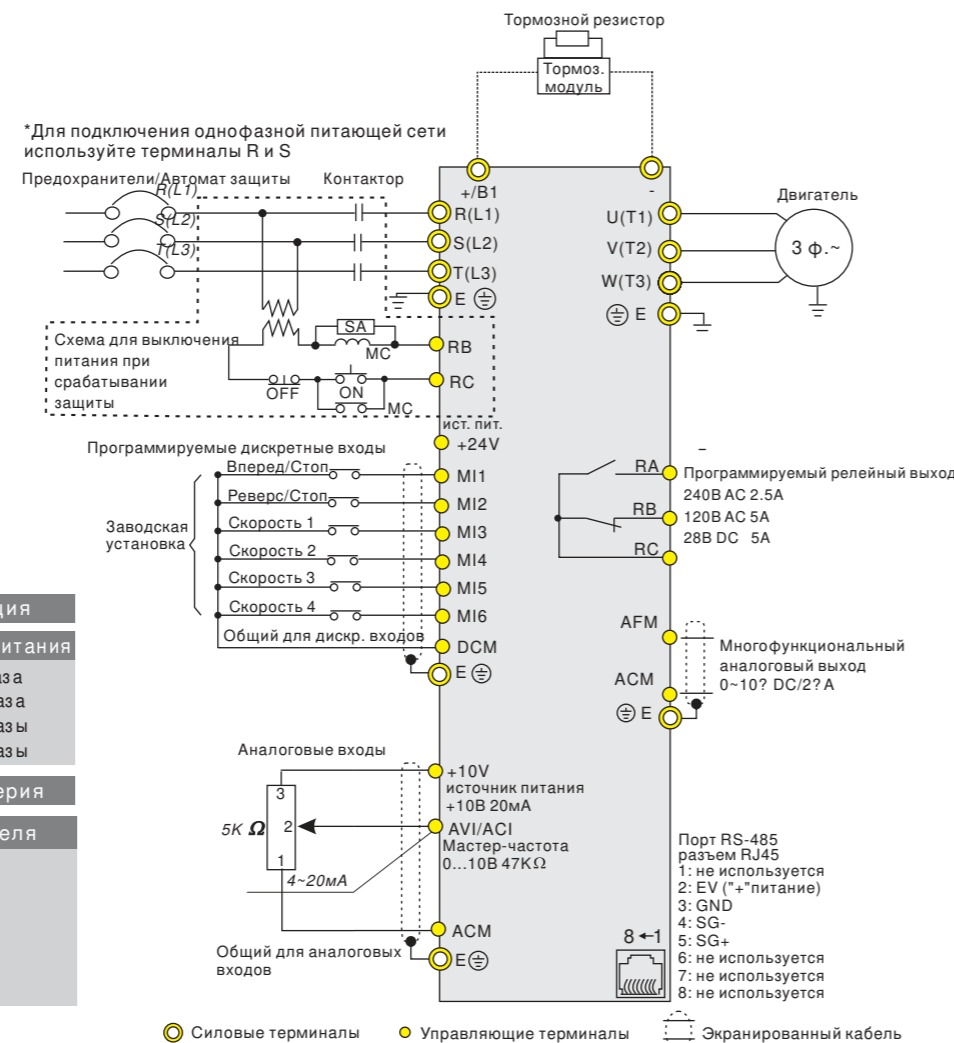 Тормозной резистор
Тормоз.
модуль
*Для подключения однофазной питающей сети
используйте терминалы R и S
Предохранители/Автомат защиты
Контактор
R(L1)
S(L2)
T(L3)
+/B1
-
R(L1)
S(L2)
T(L3)
E
Двигатель
U(T1)
V(T2)
W(T3)
3 ф.~
E
Схема для выключения
питания при
срабатывании
защиты
SA
MC
OFF
ON
MC
RB
RC
ист. пит.
+24V
Программируемые дискретные входы
Вперед/Стоп
Реверс/Стоп
Скорость 1
Скорость 2
Скорость 3
Скорость 4
Общий для дискр. входов
Заводская
установка
MI1
MI2
MI3
MI4
MI5
MI6
DCM
E
–
RA
RB
RC
Программируемый релейный выход
240В AC 2.5A
120В AC 5A
28В DC 5A
AFM
ACM
E
Многофункциональный
аналоговый выход
0~10? DC/2? A
ция
итания
аза
аза
азы
азы
ерия
еля
Аналоговые входы
3
2
1
5K Ω
4~20мА
+10V
источник питания
+10В 20мА
AVI/ACI
Мастер-частота
0...10В 47KΩ
ACM
E
Общий для аналоговых
входов
Порт RS-485
разъем RJ45
1: не используется
2: EV ("+"питание)
3: GND
4: SG-
5: SG+
6: не используется
7: не используется
8: не используется
8←1
Силовые терминалы
Управляющие терминалы
Экранированный кабель